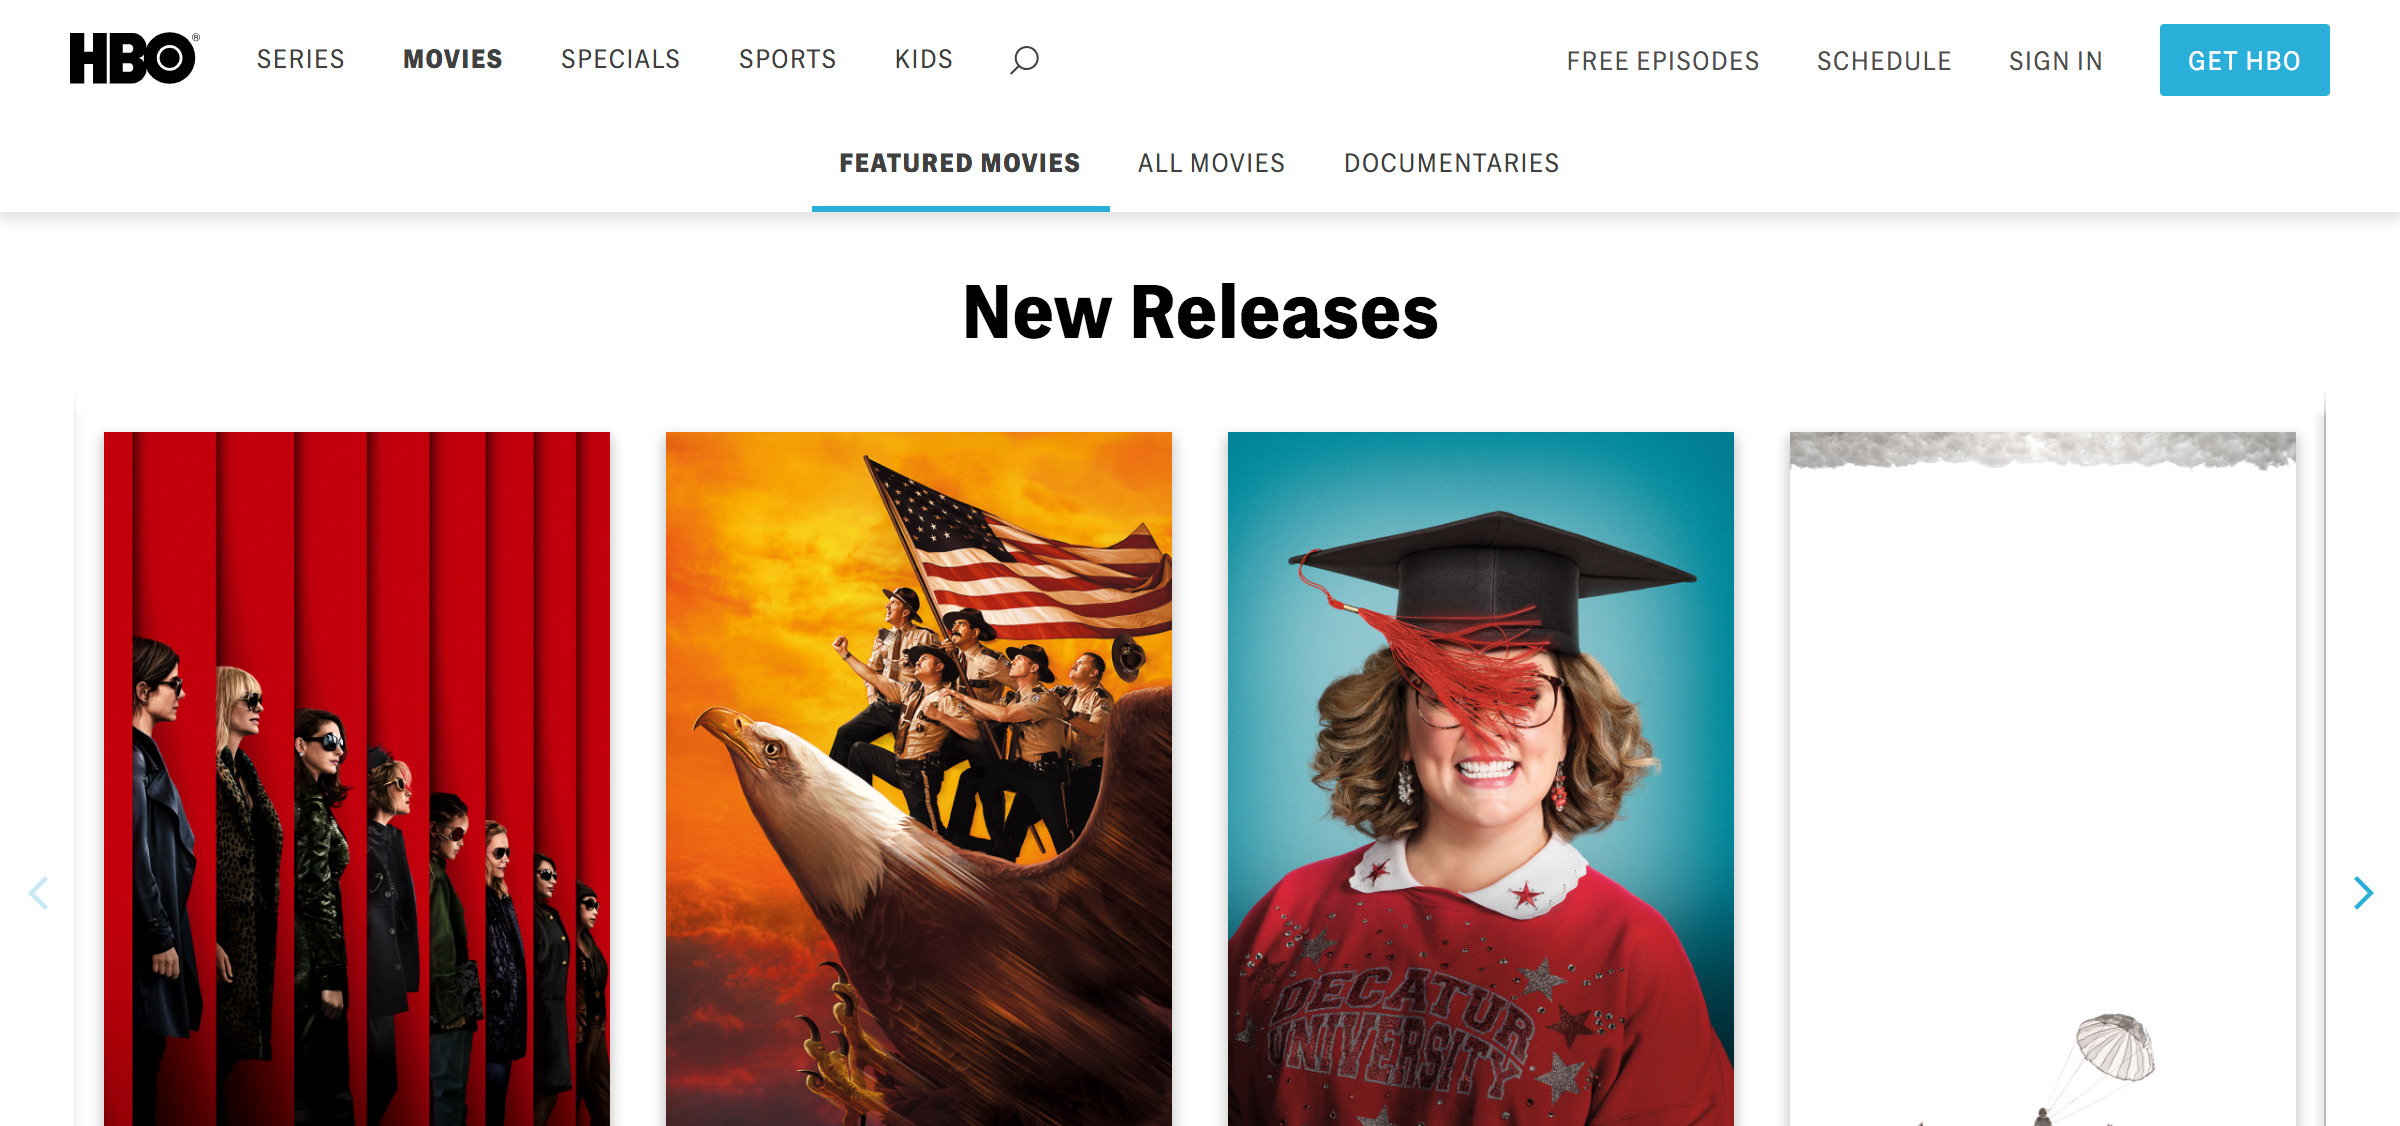 HBO®
SERIES
MOVIES
SPECIALS
SPORTS
KIDS
FREE EPISODES
SCHEDULE
SIGN IN
GET HBO
FEATURED MOVIES
ALL MOVIES
DOCUMENTARIES
New Releases
DECATUR
UNIVERSITY